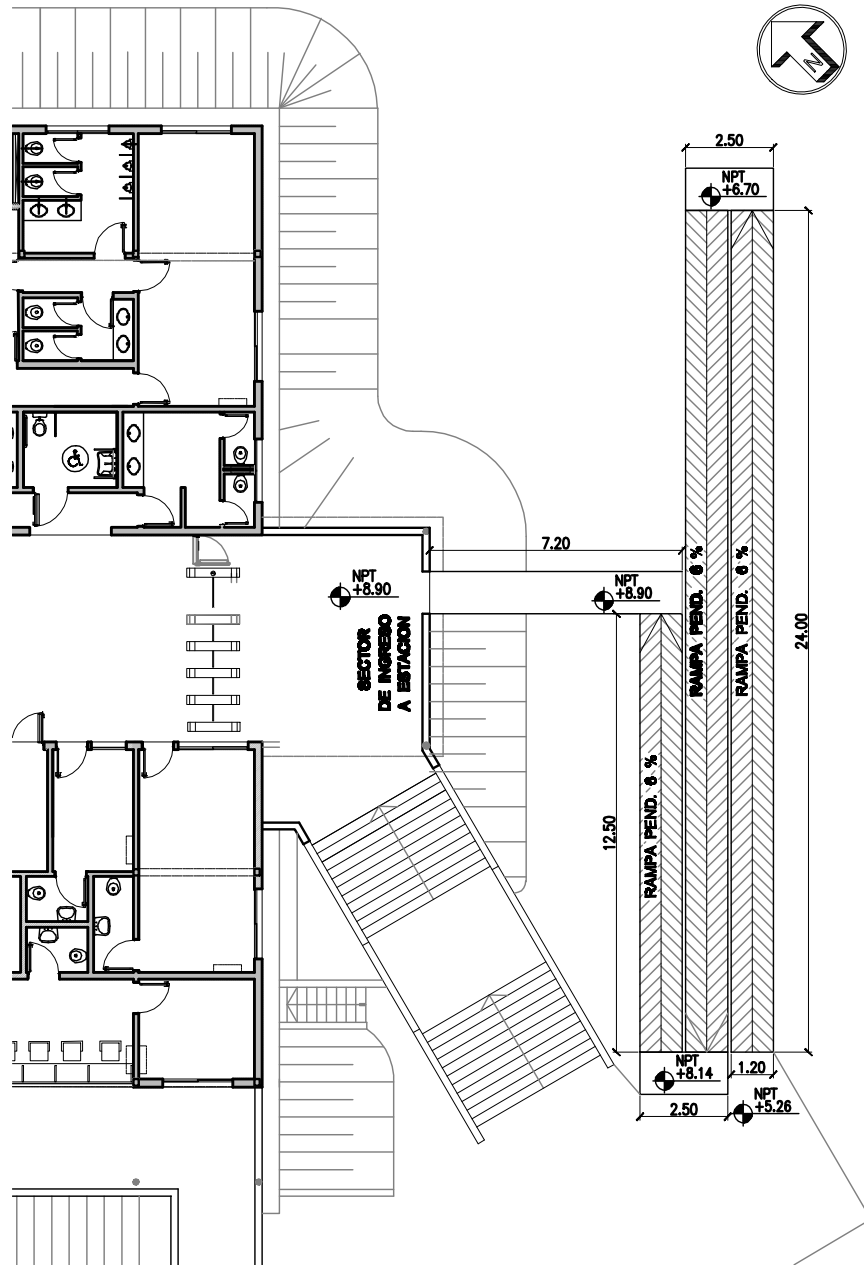 N
2.50
NPT
+6.70
7.20
NPT
+8.90
NPT
+8.90
SECTOR
DE INGRESO
A ESTACION
RAMPA PEND. 6 %
RAMPA PEND. 6 %
24.00
12.50
RAMPA PEND. 6 %
NPT
+8.14
1.20
2.50
NPT
+5.26